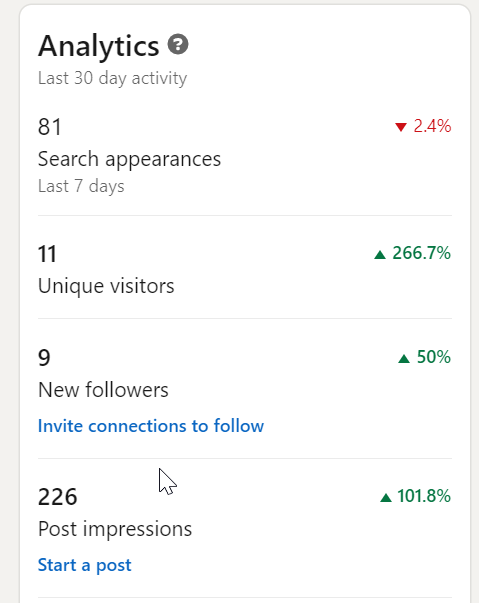 Analytics ?
Last 30 day activity
81 ▼ 2.4%
Search appearances
Last 7 days
11 ▲ 266.7%
Unique visitors
9 ▲ 50%
New followers
Invite connections to follow
226 ▲ 101.8%
Post impressions
Start a post